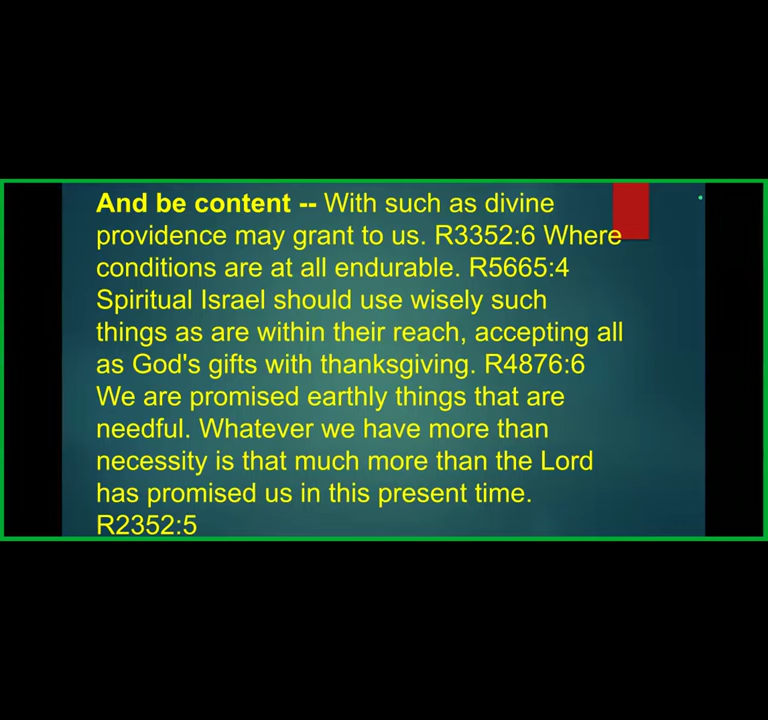 And be content -- With such as divine
providence may grant to us. R3352:6 Where
conditions are at all endurable. R5665:4
Spiritual Israel should use wisely such
things as are within their reach, accepting all
as God's gifts with thanksgiving. R4876:6
We are promised earthly things that are
needful. Whatever we have more than
necessity is that much more than the Lord
has promised us in this present time.
R2352:5